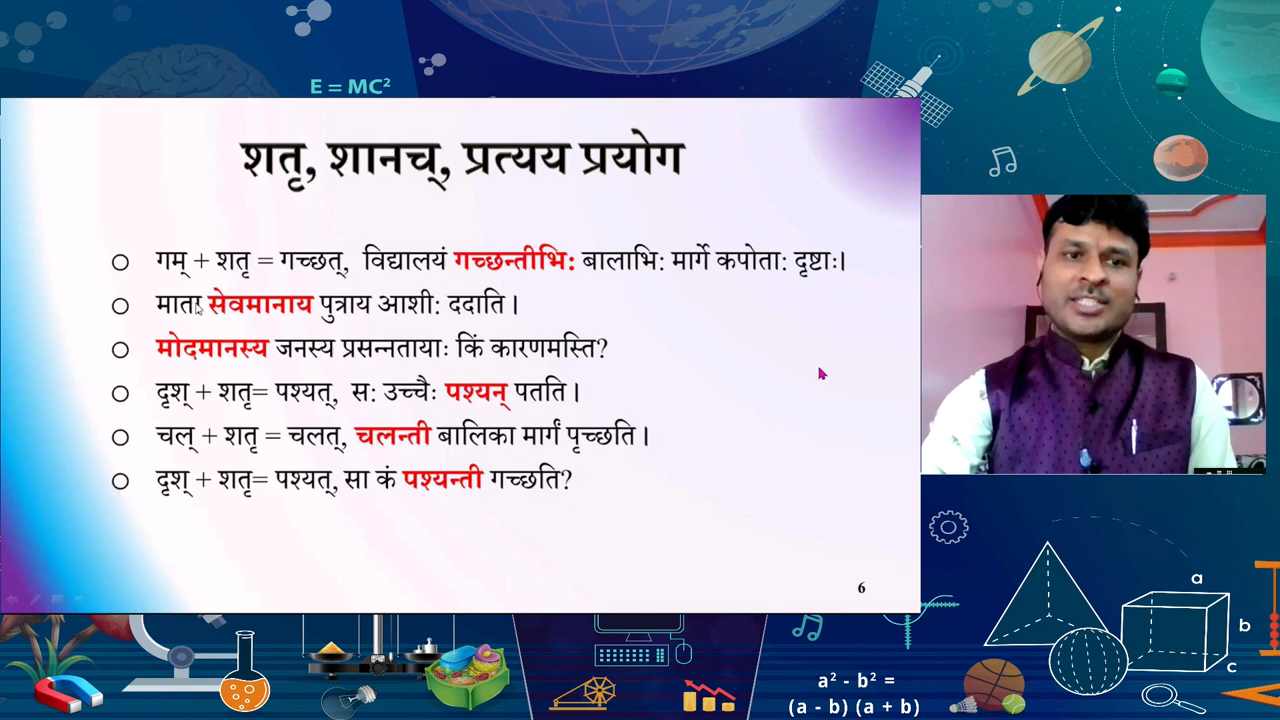 E = MC²
शतृ, शानच्, प्रत्यय प्रयोग
गम् + शतृ = गच्छत्, विद्यालयं गच्छन्तीभि: बालाभि: मार्गे कपोता: दृष्टाः।
माता सेवमानाय पुत्राय आशी: ददाति।
मोदमानस्य जनस्य प्रसन्नतायाः किं कारणमस्ति?
दृश् + शतृ= पश्यत्, स: उच्चैः पश्यन् पतति।
चल् + शतृ = चलत्, चलन्ती बालिका मार्गं पृच्छति।
दृश् + शतृ= पश्यत्, सा कं पश्यन्ती गच्छति?
6
a
b
c
a² - b² =
(a - b) (a + b)